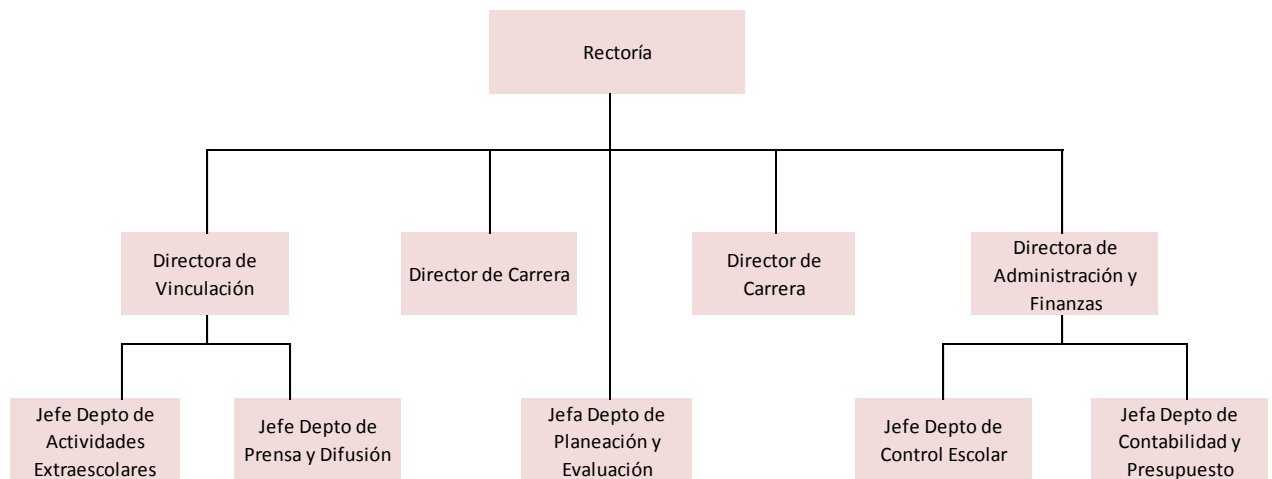 Rectoría
Directora de
Vinculación
Director de Carrera
Director de
Carrera
Directora de
Administración y
Finanzas
Jefe Depto de
Actividades
Extraescolares
Jefe Depto de
Prensa y Difusión
Jefa Depto de
Planeación y
Evaluación
Jefe Depto de
Control Escolar
Jefa Depto de
Contabilidad y
Presupuesto